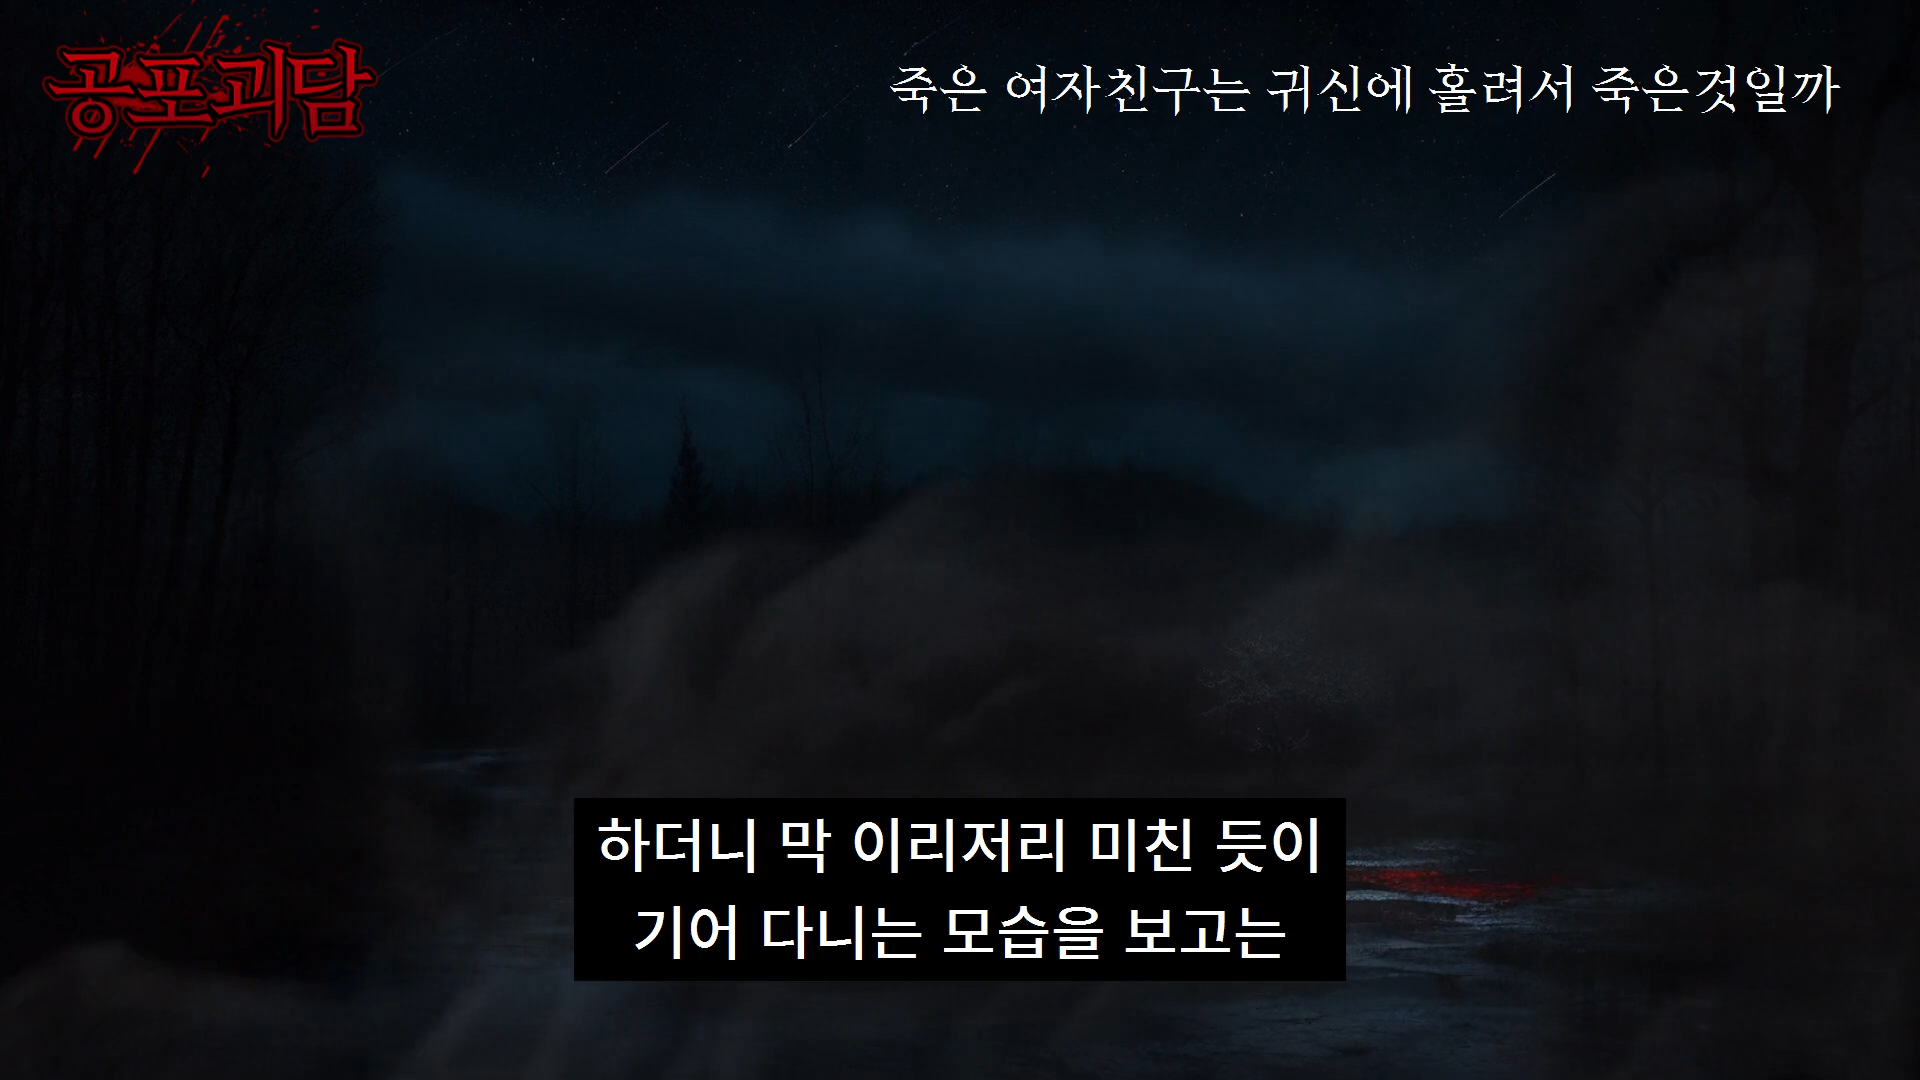 공포괴담
죽은 여자친구는 귀신에 홀려서 죽은것일까
하더니 막 이리저리 미친 듯이
기어 다니는 모습을 보고는